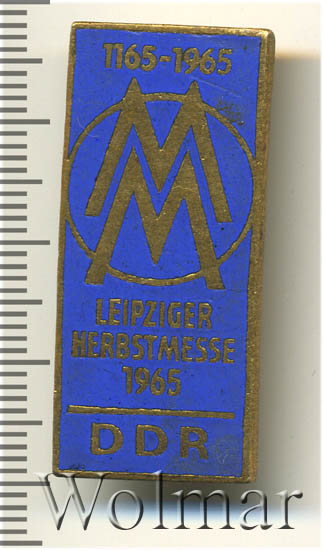 1165-1965
MM
LEIPZIGER
HERBSTMESSE
1965
DDR
Wolmar